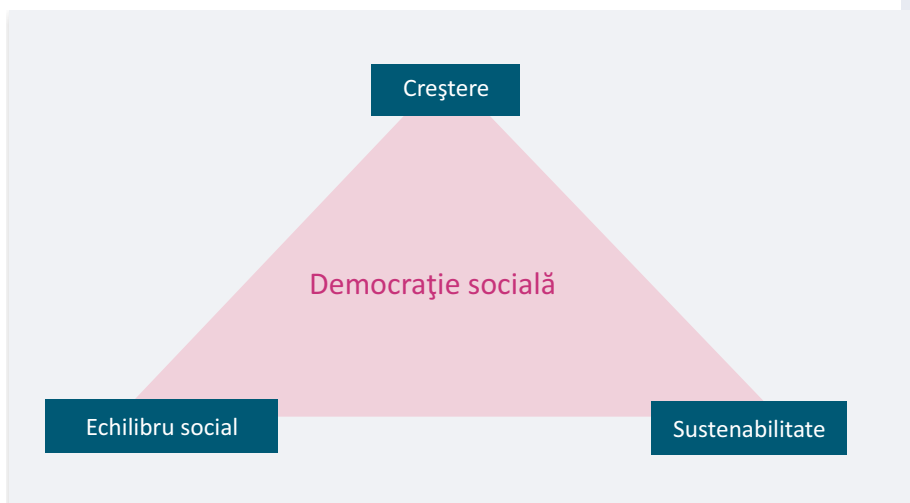 Creştere
Democraţie socială
Echilibru social
Sustenabilitate